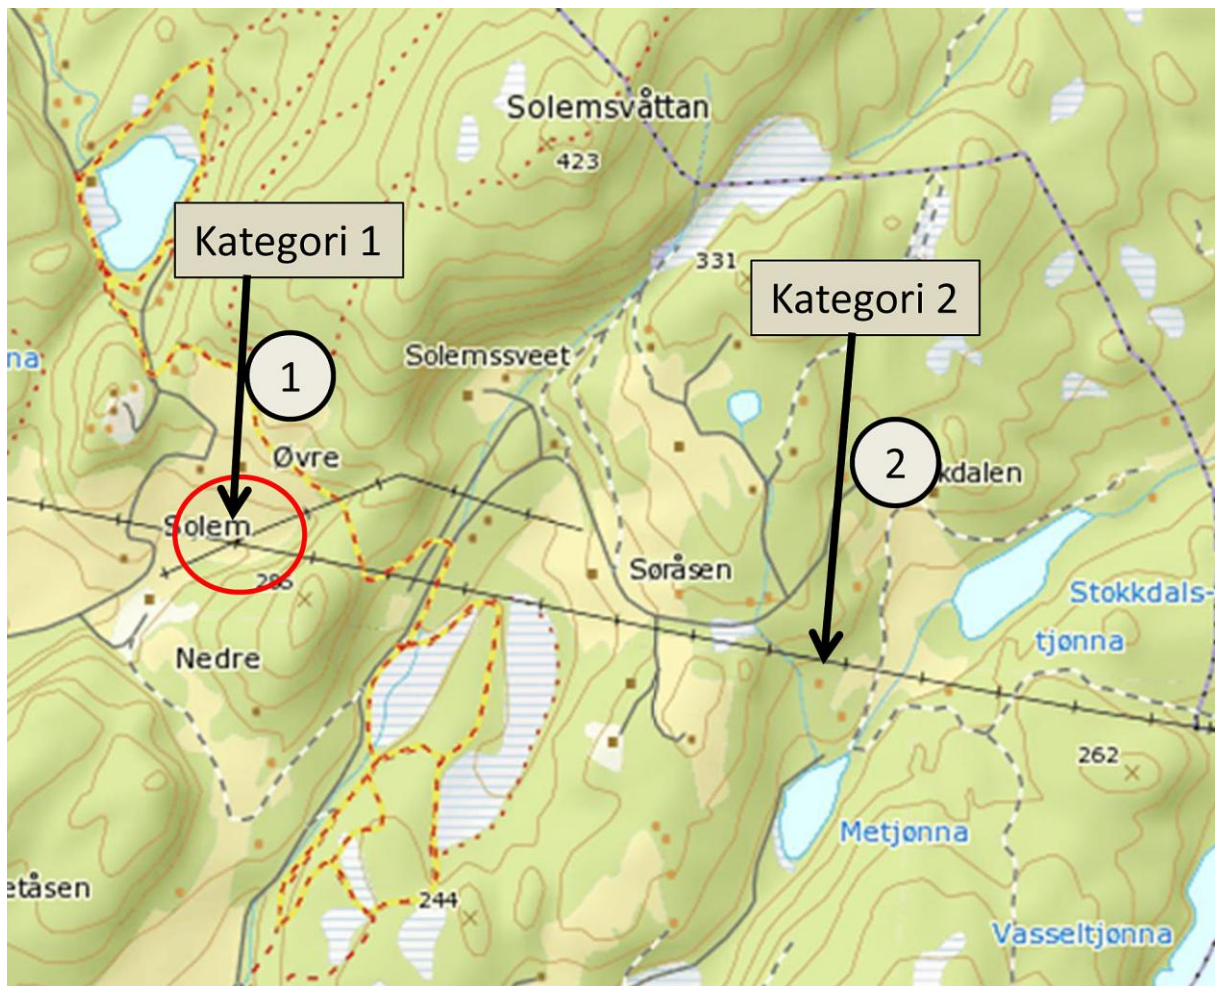 Solemsvåttan
423
Kategori 1
331
Kategori 2
na
Solemssveet
1
Øvre
2
kdalen
Solem
285
Søråsen
Stokkdals-
tjønna
Nedre
262
Metjønna
etåsen
244
Vasseltjønna